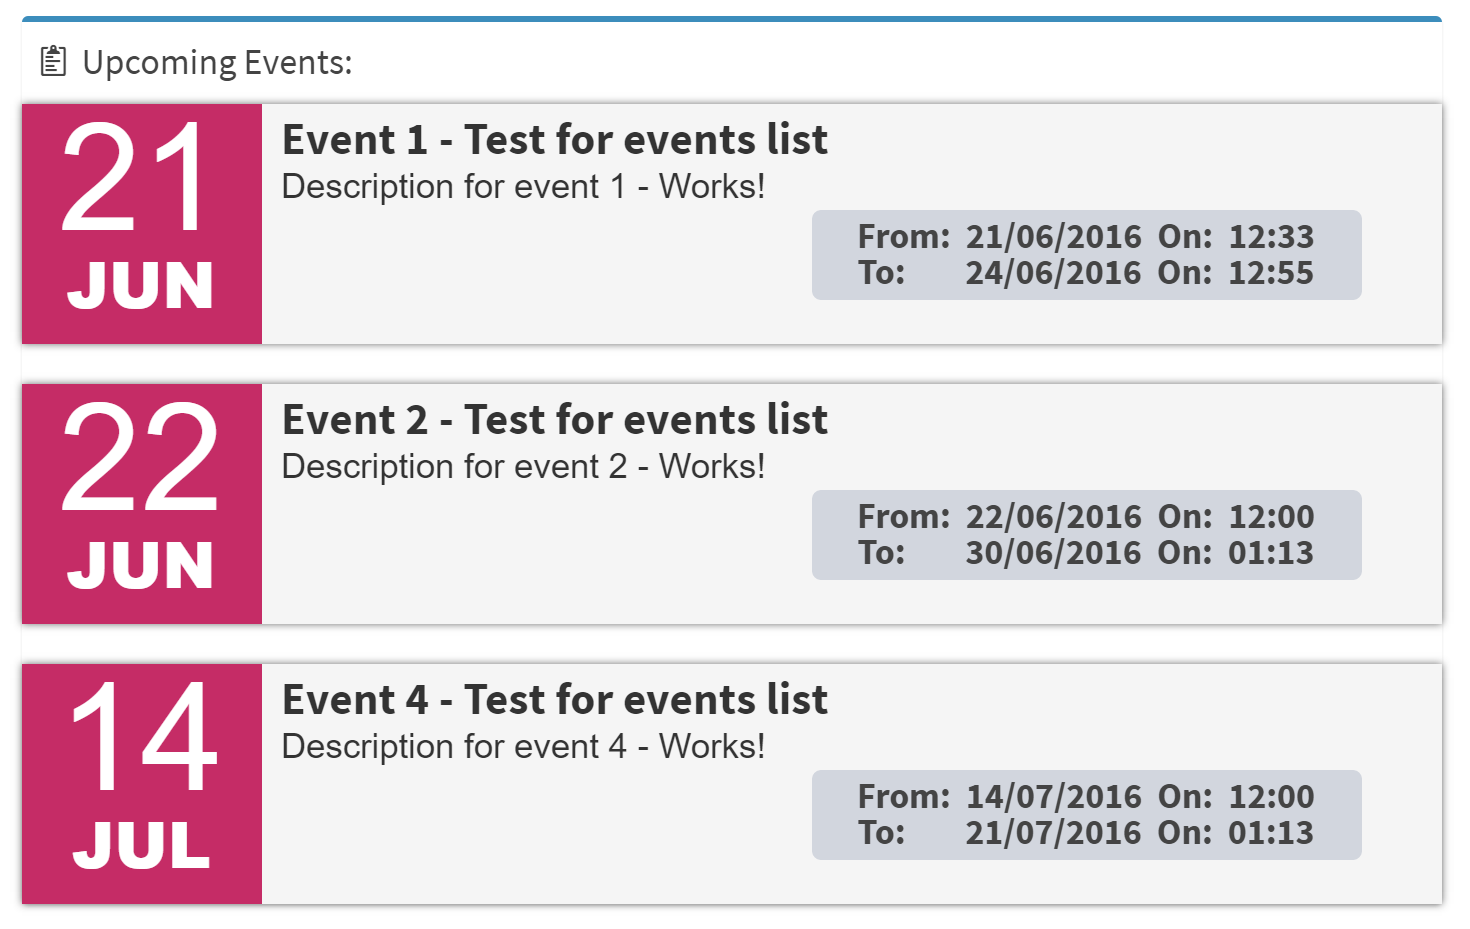 Upcoming Events:
21
JUN
Event 1 - Test for events list
Description for event 1 - Works!
From: 21/06/2016 On: 12:33
To: 24/06/2016 On: 12:55
22
JUN
Event 2 - Test for events list
Description for event 2 - Works!
From: 22/06/2016 On: 12:00
To: 30/06/2016 On: 01:13
14
JUL
Event 4 - Test for events list
Description for event 4 - Works!
From: 14/07/2016 On: 12:00
To: 21/07/2016 On: 01:13